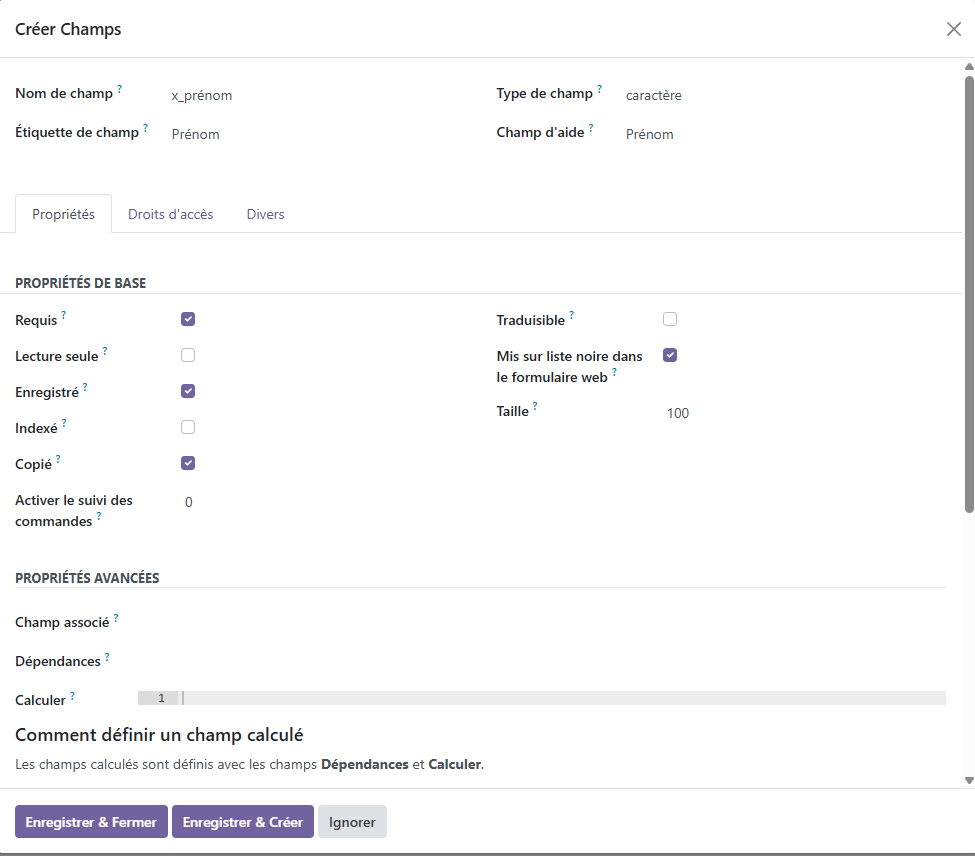 Créer Champs
Nom de champ ? x_prénom
Type de champ ? caractère
Étiquette de champ ? Prénom
Champ d'aide ? Prénom
Propriétés Droits d'accès Divers
PROPRIÉTÉS DE BASE
Requis ?
Traduisible ?
Lecture seule ?
Mis sur liste noire dans
le formulaire web ?
Enregistré ?
Taille ? 100
Indexé ?
Copié ?
Activer le suivi des
commandes ? 0
PROPRIÉTÉS AVANCÉES
Champ associé ?
Dépendances ?
Calculer ? 1
Comment définir un champ calculé
Les champs calculés sont définis avec les champs Dépendances et Calculer.
Enregistrer & Fermer Enregistrer & Créer Ignorer